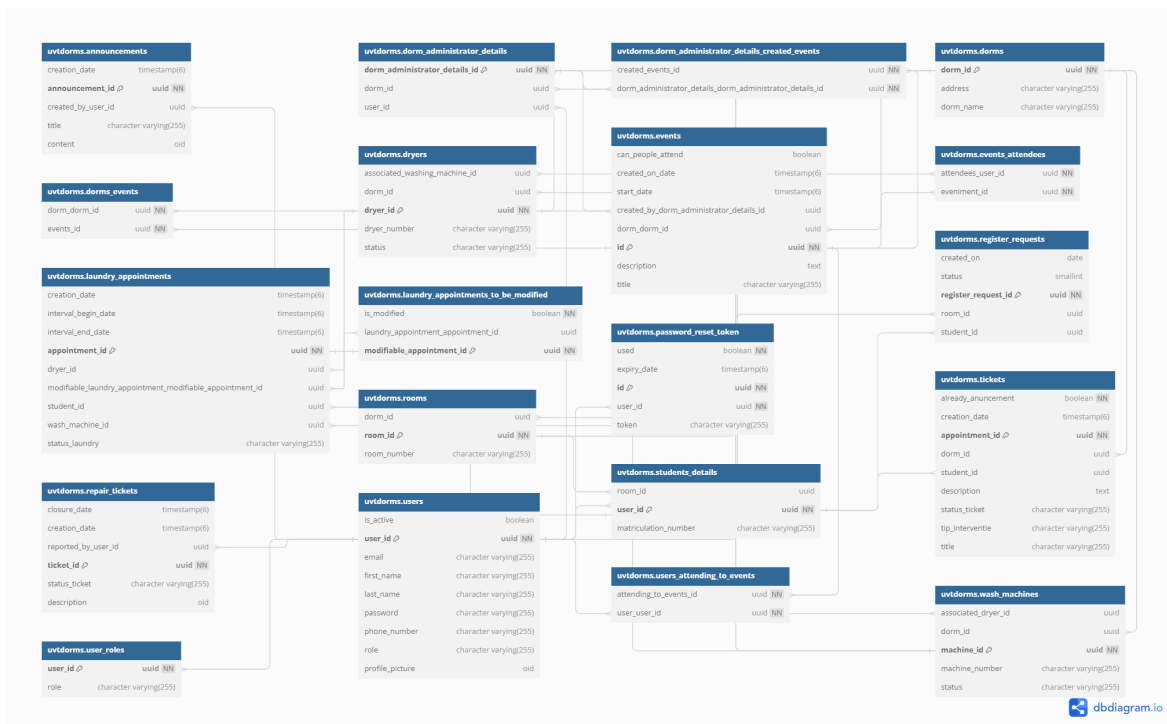 uvtdorms.announcements
creation_date timestamp(6)
announcement_id uuid NN
created_by_user_id uuid
title character varying(255)
content oid
uvtdorms.dorms_events
dorm_dorm_id uuid NN
events_id uuid NN
uvtdorms.laundry_appointments
creation_date timestamp(6)
interval_begin_date timestamp(6)
interval_end_date timestamp(6)
appointment_id uuid NN
dryer_id uuid
modifiable_laundry_appointment_modifiable_appointment_id uuid
student_id uuid
wash_machine_id uuid
status_laundry character varying(255)
uvtdorms.repair_tickets
closure_date timestamp(6)
creation_date timestamp(6)
reported_by_user_id uuid
ticket_id uuid NN
status_ticket character varying(255)
description oid
uvtdorms.user_roles
user_id uuid NN
role character varying(255)
uvtdorms.dorm_administrator_details
dorm_administrator_details_id uuid NN
dorm_id uuid
user_id uuid
uvtdorms.dryers
associated_washing_machine_id uuid
dorm_id uuid
dryer_id uuid NN
dryer_number character varying(255)
status character varying(255)
uvtdorms.laundry_appointments_to_be_modified
is_modified boolean NN
laundry_appointment_appointment_id uuid
modifiable_appointment_id uuid NN
uvtdorms.rooms
dorm_id uuid
room_id uuid NN
room_number character varying(255)
uvtdorms.users
is_active boolean
user_id uuid NN
email character varying(255)
first_name character varying(255)
last_name character varying(255)
password character varying(255)
phone_number character varying(255)
role character varying(255)
profile_picture oid
uvtdorms.dorm_administrator_details_created_events
created_events_id uuid NN
dorm_administrator_details_dorm_administrator_details_id uuid NN
uvtdorms.events
can_people_attend boolean
created_on_date timestamp(6)
start_date timestamp(6)
created_by_dorm_administrator_details_id uuid
dorm_dorm_id uuid
id uuid NN
description text
title character varying(255)
uvtdorms.password_reset_token
used boolean NN
expiry_date timestamp(6)
id uuid NN
user_id uuid NN
token character varying(255)
uvtdorms.students_details
room_id uuid
user_id uuid NN
matriculation_number character varying(255)
uvtdorms.users_attending_to_events
attending_to_events_id uuid NN
user_user_id uuid NN
uvtdorms.dorms
dorm_id uuid NN
address character varying(255)
dorm_name character varying(255)
uvtdorms.events_attendees
attendees_user_id uuid NN
eveniment_id uuid NN
uvtdorms.register_requests
created_on date
status smallint
register_request_id uuid NN
room_id uuid
student_id uuid
uvtdorms.tickets
already_anuncement boolean NN
creation_date timestamp(6)
appointment_id uuid NN
dorm_id uuid
student_id uuid
description text
status_ticket character varying(255)
tip_interventie character varying(255)
title character varying(255)
uvtdorms.wash_machines
associated_dryer_id uuid
dorm_id uuid
machine_id uuid NN
machine_number character varying(255)
status character varying(255)
dbdiagram.io